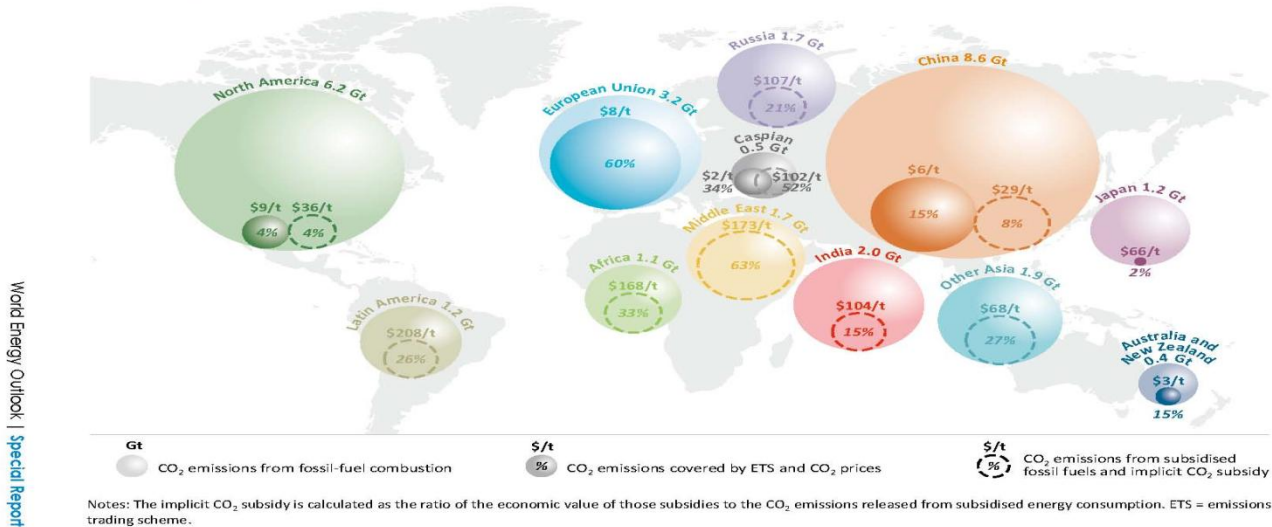 North America 6.2 Gt
$9/t
4%
$36/t
4%
European Union 3.2 Gt
$8/t
60%
Russia 1.7 Gt
$107/t
21%
Caspian
0.5 Gt
$2/t
34%
$102/t
52%
China 8.6 Gt
$6/t
15%
$29/t
8%
Japan 1.2 Gt
$66/t
2%
Middle East 1.7 Gt
$173/t
63%
Africa 1.1 Gt
$168/t
33%
India 2.0 Gt
$104/t
15%
Other Asia 1.9 Gt
$68/t
27%
Latin America 1.2 Gt
$208/t
26%
Australia and
New Zealand
0.4 Gt
$3/t
15%
Gt
CO₂ emissions from fossil-fuel combustion
$/t
%
CO₂ emissions covered by ETS and CO₂ prices
$/t
%
CO₂ emissions from subsidised
fossil fuels and implicit CO₂ subsidy
Notes: The implicit CO₂ subsidy is calculated as the ratio of the economic value of those subsidies to the CO₂ emissions released from subsidised energy consumption. ETS = emissions
trading scheme.
World Energy Outlook | Special Report